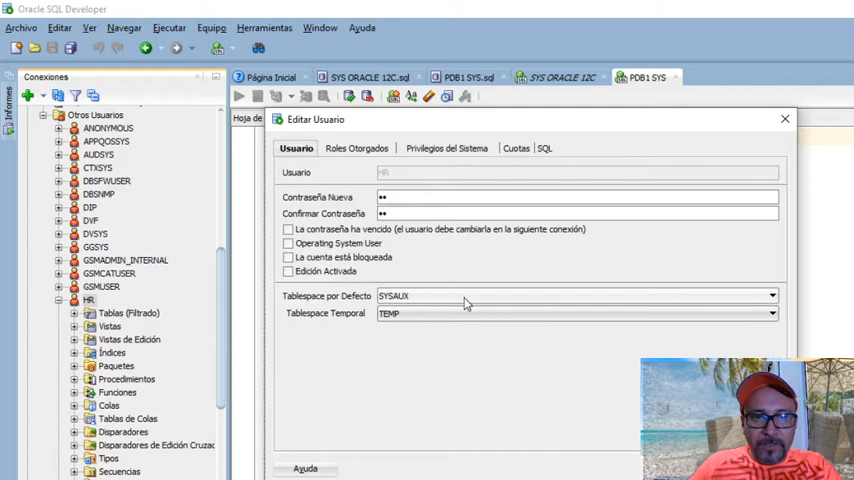 Oracle SQL Developer
Archivo Editar Ver Navegar Ejecutar Equipo Herramientas Window Ayuda
Conexiones
Página Inicial SYS ORACLE 12C.sql PDB1 SYS.sql SYS ORACLE 12C PDB1 SYS
Informes
Otros Usuarios
ANONYMOUS
APPQOSSYS
AUDSYS
CTXSYS
DBSFWUSER
DBSNMP
DIP
DVF
DVSYS
GGSYS
GSMADMIN_INTERNAL
GSMCATUSER
GSMUSER
HR
Tablas (Filtrado)
Vistas
Vistas de Edición
Índices
Paquetes
Procedimientos
Funciones
Colas
Tablas de Colas
Disparadores
Disparadores de Edición Cruzad
Tipos
Secuencias
Hoja de
Editar Usuario
Usuario Roles Otorgados Privilegios del Sistema Cuotas SQL
Usuario HR
Contraseña Nueva ••
Confirmar Contraseña ••
La contraseña ha vencido (el usuario debe cambiarla en la siguiente conexión)
Operating System User
La cuenta está bloqueada
Edición Activada
Tablespace por Defecto SYSAUX
Tablespace Temporal TEMP
Ayuda